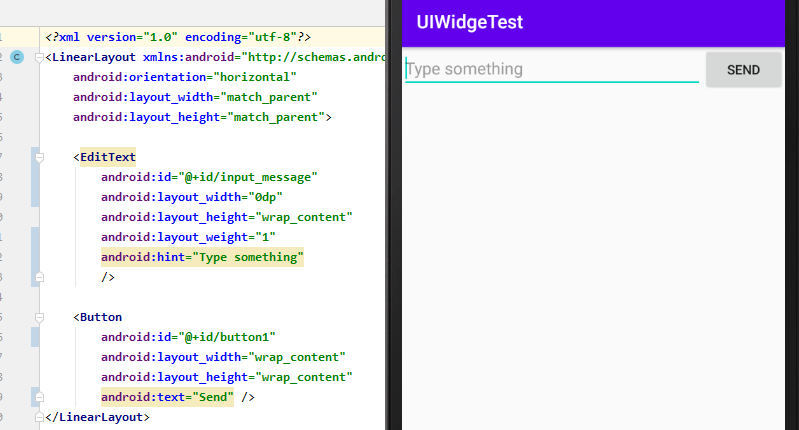 <?xml version="1.0" encoding="utf-8"?>
<LinearLayout xmlns:android="http://schemas.andro
android:orientation="horizontal"
android:layout_width="match_parent"
android:layout_height="match_parent">
<EditText
android:id="@+id/input_message"
android:layout_width="0dp"
android:layout_height="wrap_content"
android:layout_weight="1"
android:hint="Type something"
/>
<Button
android:id="@+id/button1"
android:layout_width="wrap_content"
android:layout_height="wrap_content"
android:text="Send" />
</LinearLayout>
UIWidgeTest
Type something
SEND